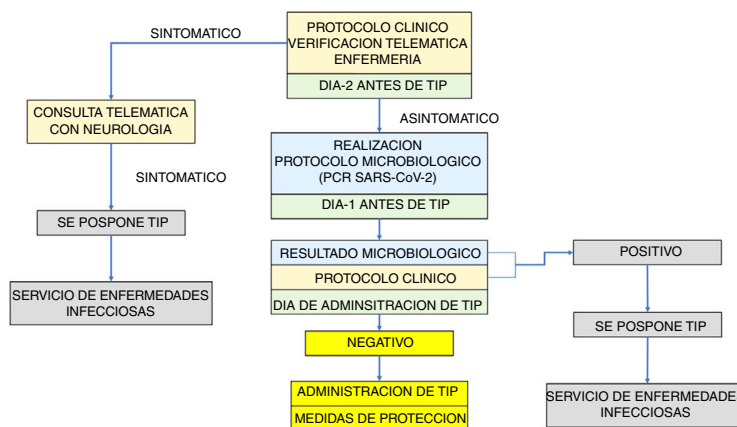 SINTOMATICO
PROTOCOLO CLINICO
VERIFICACION TELEMATICA
ENFERMERIA
DIA-2 ANTES DE TIP
CONSULTA TELEMATICA
CON NEUROLOGIA
ASINTOMATICO
REALIZACION
PROTOCOLO MICROBIOLOGICO
(PCR SARS-CoV-2)
DIA-1 ANTES DE TIP
SINTOMATICO
SE POSPONE TIP
SERVICIO DE ENFERMEDADES
INFECCIOSAS
RESULTADO MICROBIOLOGICO
PROTOCOLO CLINICO
DIA DE ADMINSITRACION DE TIP
POSITIVO
NEGATIVO
SE POSPONE TIP
ADMINISTRACION DE TIP
MEDIDAS DE PROTECCION
SERVICIO DE ENFERMEDADE
INFECCIOSAS